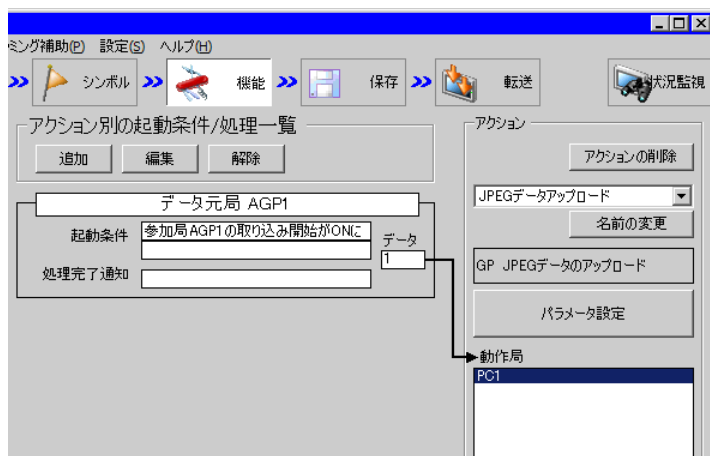 ミング補助(P) 設定(S) ヘルプ(H)
シンボル 機能 保存 転送 状況監視
アクション別の起動条件/処理一覧
追加 編集 解除
データ元局 AGP1
起動条件 参加局AGP1の取り込み開始がONに
データ
1
処理完了通知
アクション
アクションの削除
JPEGデータアップロード
名前の変更
GP JPEGデータのアップロード
パラメータ設定
動作局
PC1